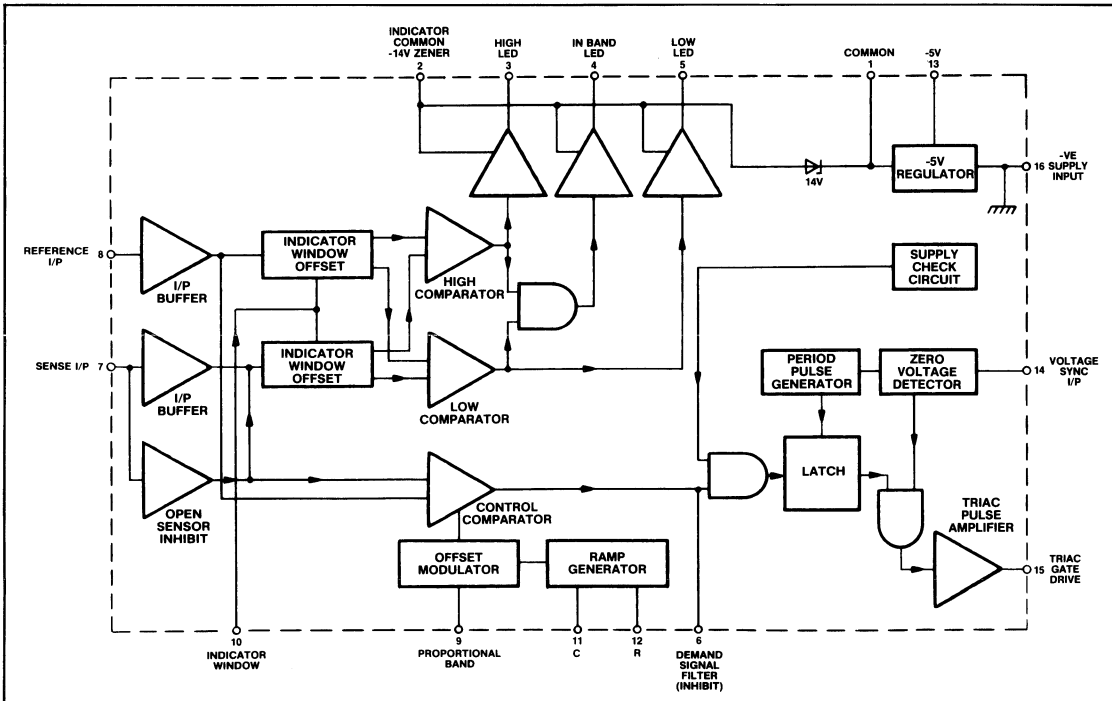 INDICATOR
COMMON
-14V ZENER
2
HIGH
LED
3
IN BAND
LED
4
LOW
LED
5
COMMON
1
-5V
13
14V
-5V
REGULATOR
16
-VE
SUPPLY
INPUT
REFERENCE
I/P
8
I/P
BUFFER
INDICATOR
WINDOW
OFFSET
HIGH
COMPARATOR
SUPPLY
CHECK
CIRCUIT
SENSE I/P
7
I/P
BUFFER
INDICATOR
WINDOW
OFFSET
LOW
COMPARATOR
PERIOD
PULSE
GENERATOR
ZERO
VOLTAGE
DETECTOR
14
VOLTAGE
SYNC
I/P
OPEN
SENSOR
INHIBIT
CONTROL
COMPARATOR
LATCH
TRIAC
PULSE
AMPLIFIER
OFFSET
MODULATOR
RAMP
GENERATOR
15
TRIAC
GATE
DRIVE
10
INDICATOR
WINDOW
9
PROPORTIONAL
BAND
11
C
12
R
6
DEMAND
SIGNAL
FILTER
(INHIBIT)